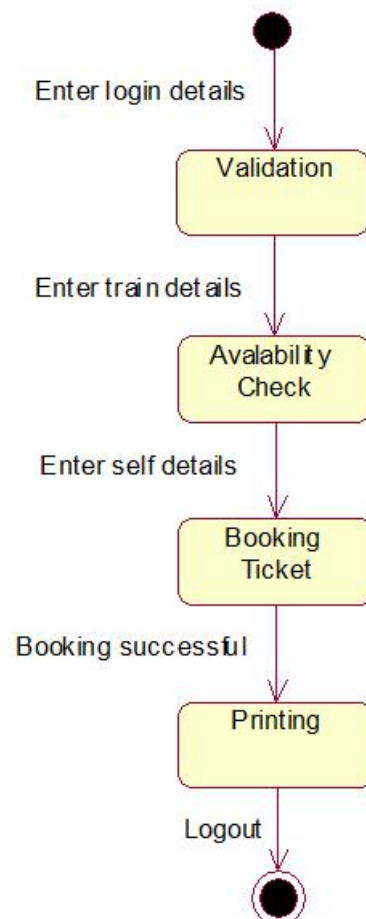 Enter login details
Validation
Enter train details
Avalability
Check
Enter self details
Booking
Ticket
Booking successful
Printing
Logout